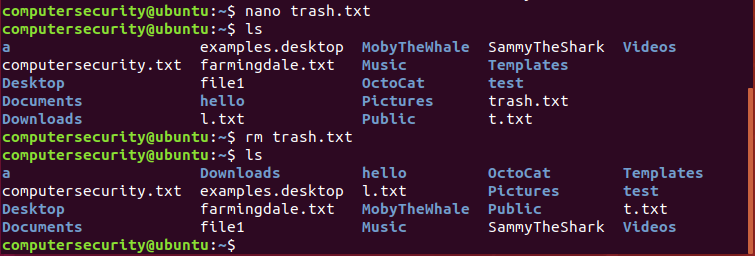 computersecurity@ubuntu:~$ nano trash.txt
computersecurity@ubuntu:~$ ls
a examples.desktop MobyTheWhale SammyTheShark Videos
computersecurity.txt farmingdale.txt Music Templates
Desktop file1 OctoCat test
Documents hello Pictures trash.txt
Downloads l.txt Public t.txt
computersecurity@ubuntu:~$ rm trash.txt
computersecurity@ubuntu:~$ ls
a Downloads hello OctoCat Templates
computersecurity.txt examples.desktop l.txt Pictures test
Desktop farmingdale.txt MobyTheWhale Public t.txt
Documents file1 Music SammyTheShark Videos
computersecurity@ubuntu:~$